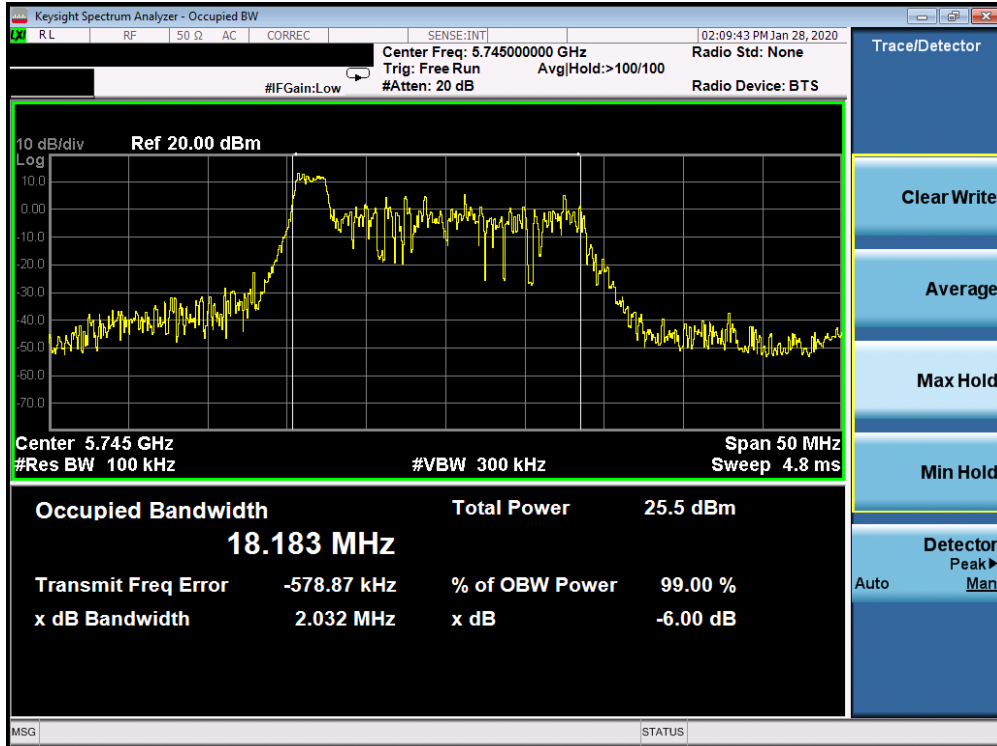 Keysight Spectrum Analyzer - Occupied BW
LXI RL RF 50 Ω AC CORREC SENSE:INT 02:09:43 PM Jan 28, 2020
Center Freq: 5.745000000 GHz Radio Std: None
Trig: Free Run Avg|Hold:>100/100
#IFGain:Low #Atten: 20 dB Radio Device: BTS
Trace/Detector
10 dB/div Ref 20.00 dBm
Log
10.0
0.00
-10.0
-20.0
-30.0
-40.0
-50.0
-60.0
-70.0
Center 5.745 GHz Span 50 MHz
#Res BW 100 kHz #VBW 300 kHz Sweep 4.8 ms
Occupied Bandwidth Total Power 25.5 dBm
18.183 MHz
Transmit Freq Error -578.87 kHz % of OBW Power 99.00 %
x dB Bandwidth 2.032 MHz x dB -6.00 dB
Clear Write
Average
Max Hold
Min Hold
Detector
Peak▶
Auto Man
MSG STATUS